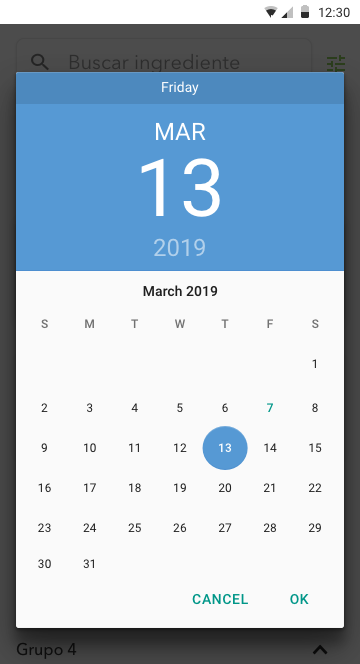 12:30
Buscar ingrediente
Friday
MAR
13
2019
March 2019
S M T W T F S
1
2 3 4 5 6 7 8
9 10 11 12 13 14 15
16 17 18 19 20 21 22
23 24 25 26 27 28 29
30 31
CANCEL OK
Grupo 4